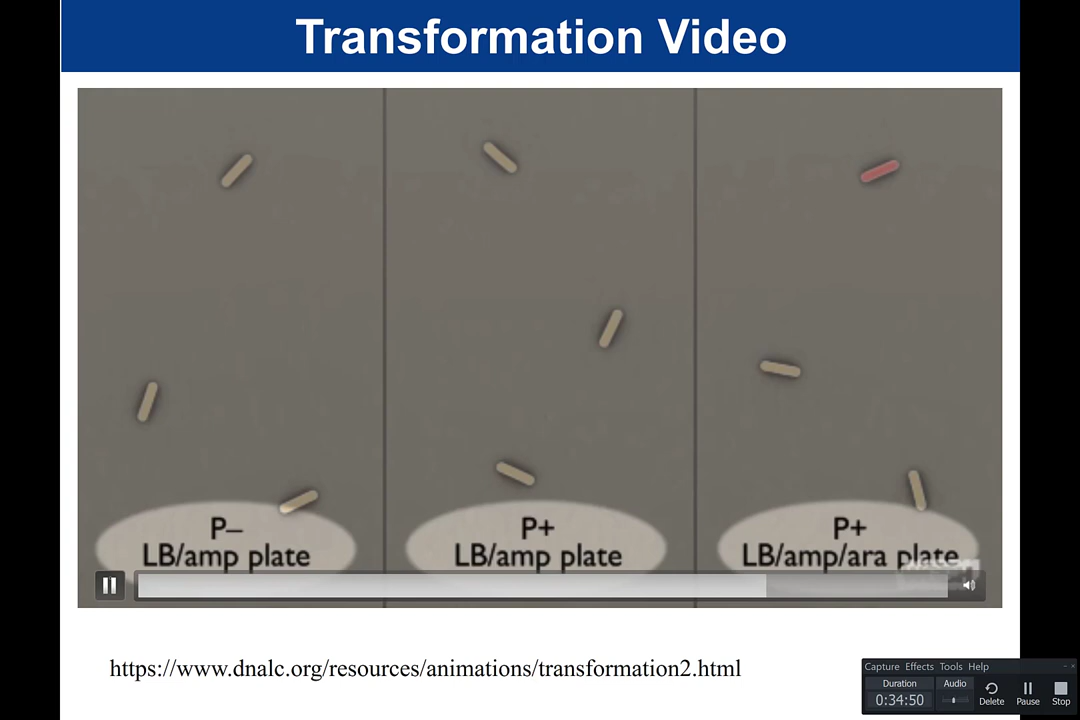 Transformation Video
P–
LB/amp plate
P+
LB/amp plate
P+
LB/amp/ara plate
https://www.dnalc.org/resources/animations/transformation2.html
Capture Effects Tools Help
Duration
0:34:50
Audio
Delete
Pause
Stop